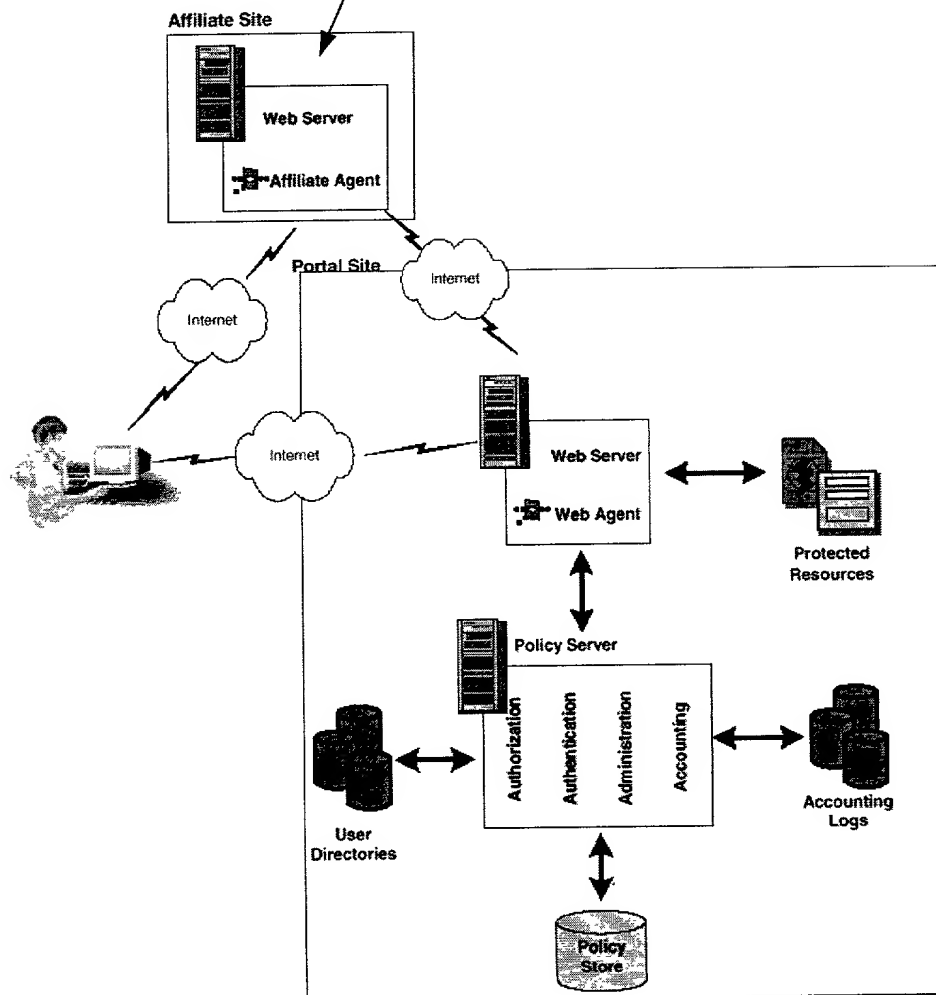 Affiliate Site
Web Server
Affiliate Agent
Portal Site
Internet
Internet
Internet
Web Server
Web Agent
Protected
Resources
Policy Server
Authorization
Authentication
Administration
Accounting
User
Directories
Accounting
Logs
Policy
Store